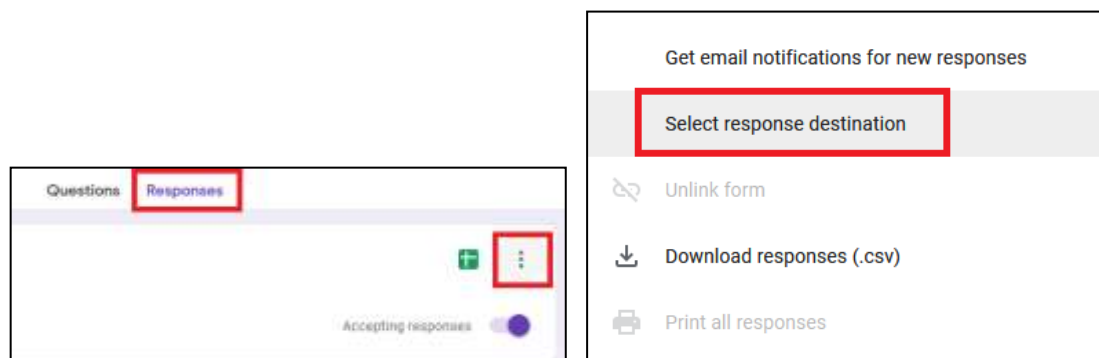 Questions Responses
Accepting responses
Get email notifications for new responses
Select response destination
Unlink form
Download responses (.csv)
Print all responses